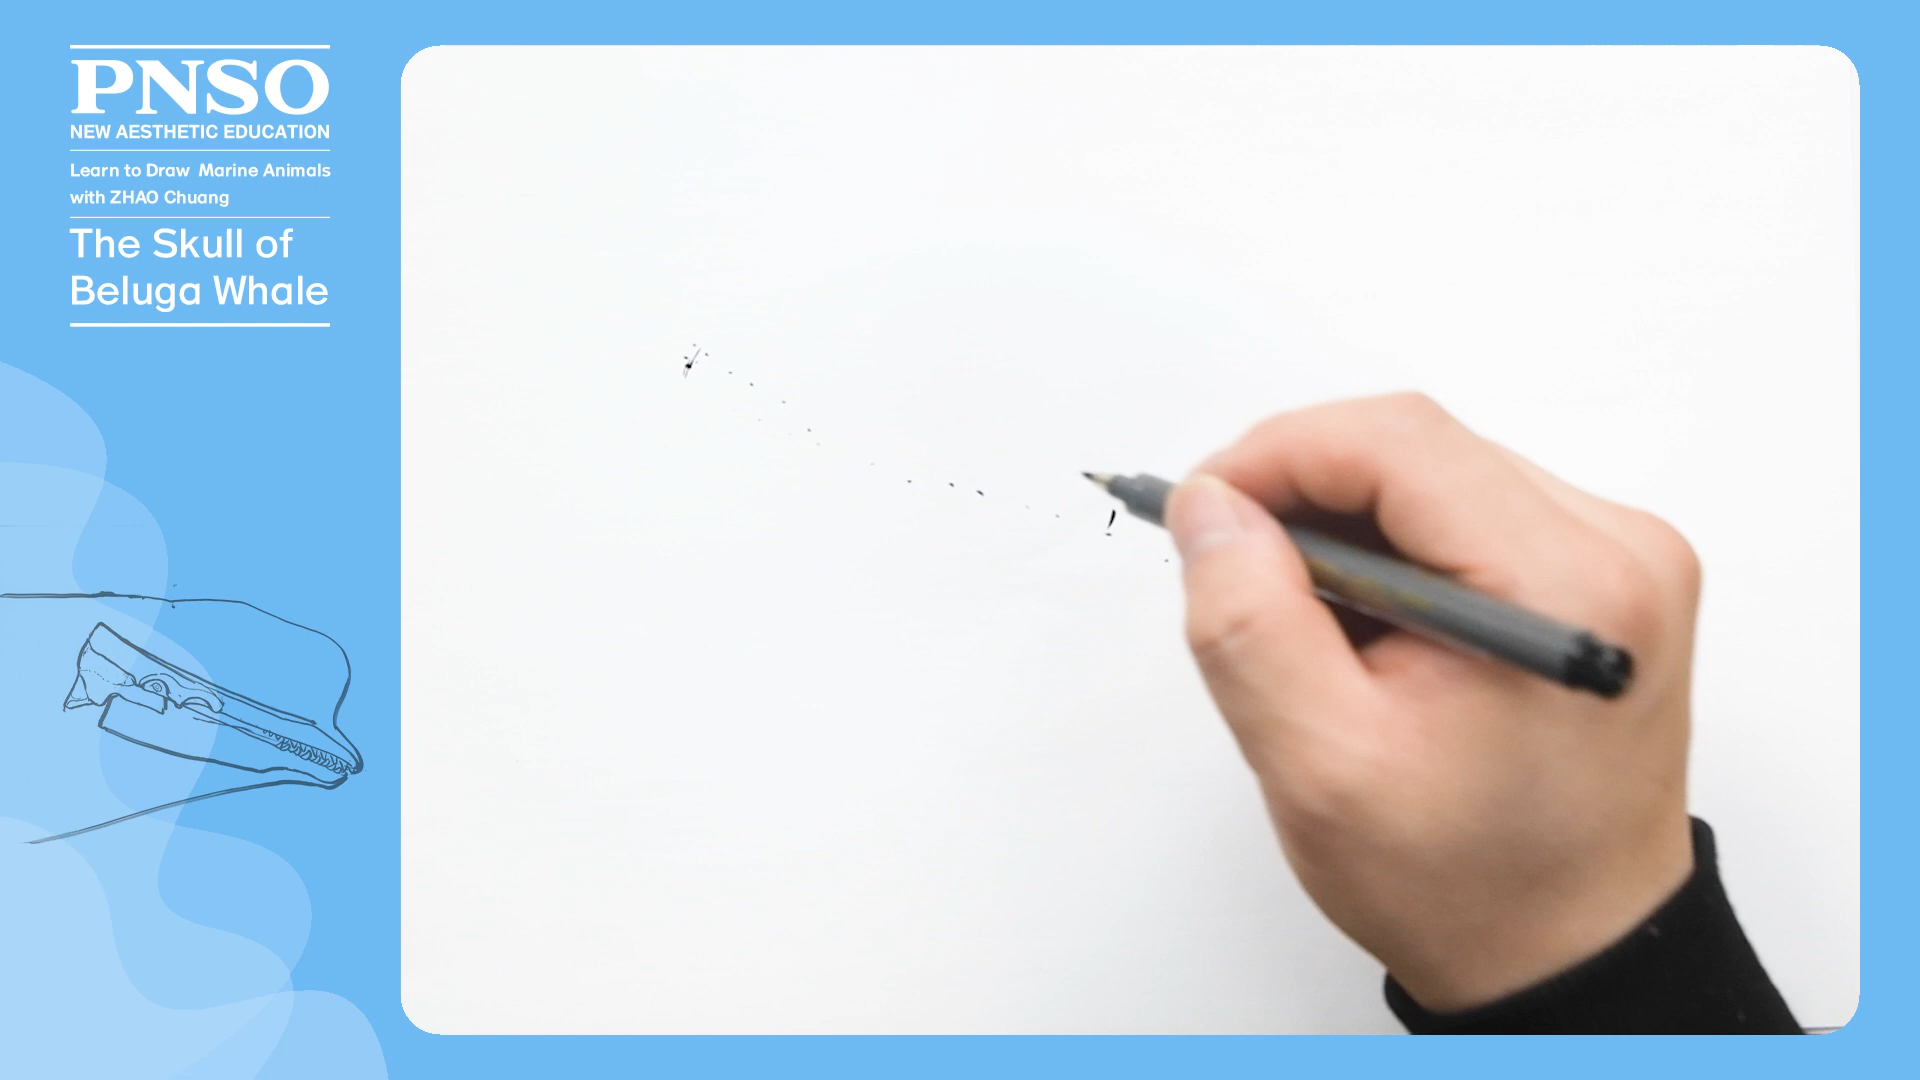 PNSO
NEW AESTHETIC EDUCATION
Learn to Draw Marine Animals
with ZHAO Chuang
The Skull of
Beluga Whale